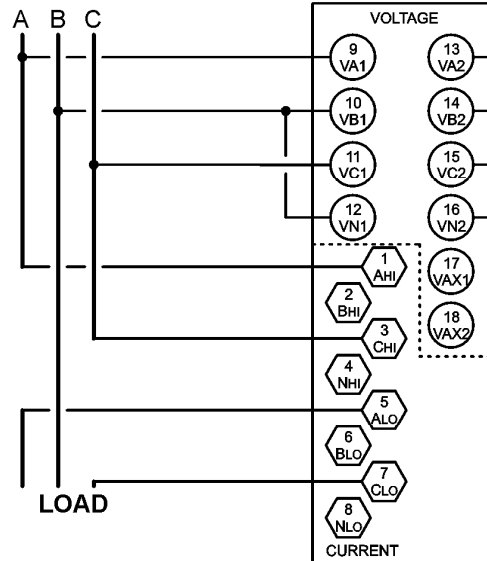 A B C
VOLTAGE
9
VA1
13
VA2
10
VB1
14
VB2
11
VC1
15
VC2
12
VN1
16
VN2
1
AHI
17
VAX1
2
BHI
3
CHI
18
VAX2
4
NHI
5
ALO
6
BLO
7
CLO
LOAD
8
NLO
CURRENT